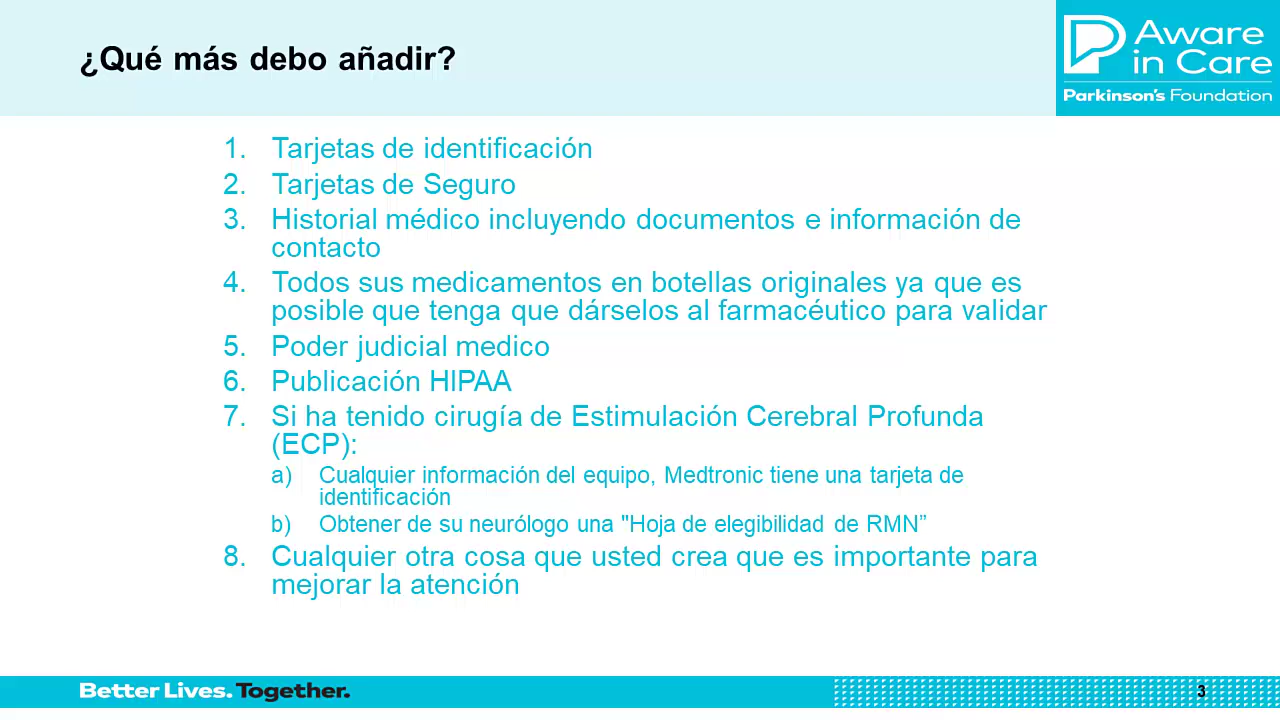 ¿Qué más debo añadir?
Aware
in Care
Parkinson's Foundation
1. Tarjetas de identificación
2. Tarjetas de Seguro
3. Historial médico incluyendo documentos e información de
contacto
4. Todos sus medicamentos en botellas originales ya que es
posible que tenga que dárselos al farmacéutico para validar
5. Poder judicial medico
6. Publicación HIPAA
7. Si ha tenido cirugía de Estimulación Cerebral Profunda
(ECP):
a) Cualquier información del equipo, Medtronic tiene una tarjeta de
identificación
b) Obtener de su neurólogo una "Hoja de elegibilidad de RMN”
8. Cualquier otra cosa que usted crea que es importante para
mejorar la atención
Better Lives. Together.
3